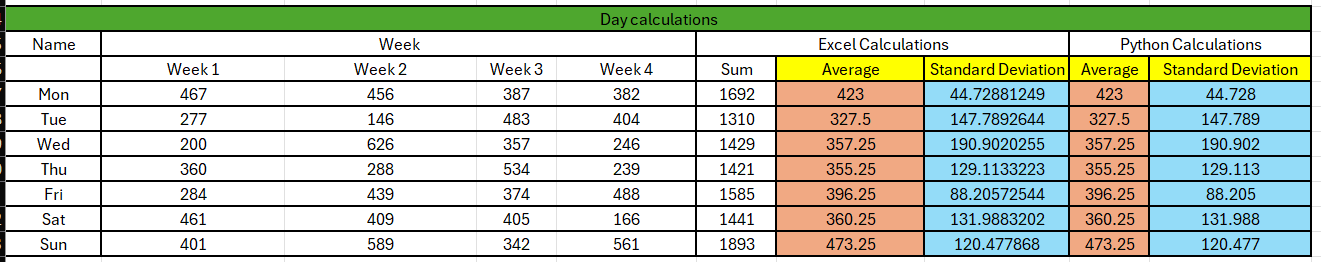 Day calculations
Name Week Excel Calculations Python Calculations
Week 1 Week 2 Week 3 Week 4 Sum Average Standard Deviation Average Standard Deviation
Mon 467 456 387 382 1692 423 44.72881249 423 44.728
Tue 277 146 483 404 1310 327.5 147.7892644 327.5 147.789
Wed 200 626 357 246 1429 357.25 190.9020255 357.25 190.902
Thu 360 288 534 239 1421 355.25 129.1133223 355.25 129.113
Fri 284 439 374 488 1585 396.25 88.20572544 396.25 88.205
Sat 461 409 405 166 1441 360.25 131.9883202 360.25 131.988
Sun 401 589 342 561 1893 473.25 120.477868 473.25 120.477